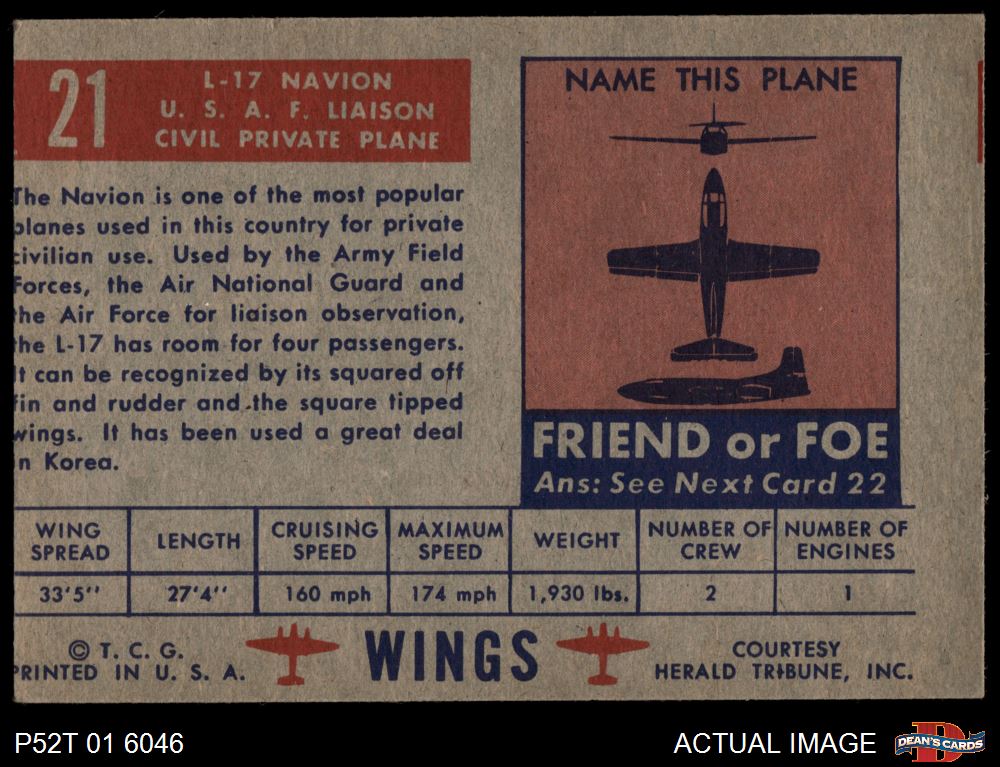 21
L-17 NAVION
U. S. A. F. LIAISON
CIVIL PRIVATE PLANE
The Navion is one of the most popular
planes used in this country for private
civilian use. Used by the Army Field
Forces, the Air National Guard and
the Air Force for liaison observation,
the L-17 has room for four passengers.
It can be recognized by its squared off
fin and rudder and the square tipped
wings. It has been used a great deal
in Korea.
NAME THIS PLANE
FRIEND or FOE
Ans: See Next Card 22
WING SPREAD LENGTH CRUISING SPEED MAXIMUM SPEED WEIGHT NUMBER OF CREW NUMBER OF ENGINES
33'5'' 27'4'' 160 mph 174 mph 1,930 lbs. 2 1
© T. C. G.
PRINTED IN U. S. A.
WINGS
COURTESY
HERALD TRIBUNE, INC.
P52T 01 6046
ACTUAL IMAGE
DEAN'S CARDS